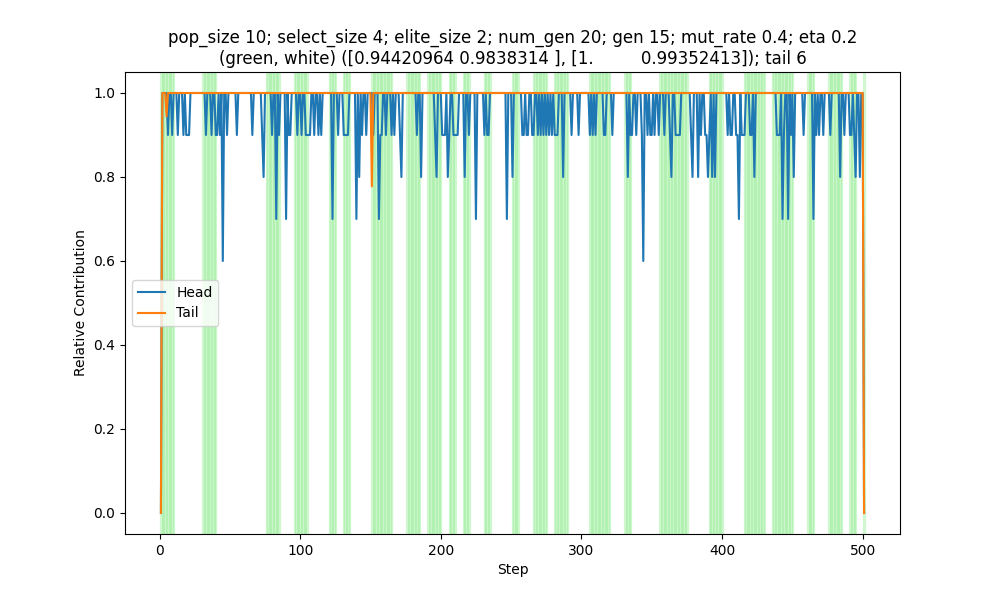 pop_size 10; select_size 4; elite_size 2; num_gen 20; gen 15; mut_rate 0.4; eta 0.2
(green, white) ([0.94420964 0.9838314 ], [1.         0.99352413]); tail 6
1.0
0.8
0.6
0.4
0.2
0.0
Relative Contribution
Head
Tail
0 100 200 300 400 500
Step